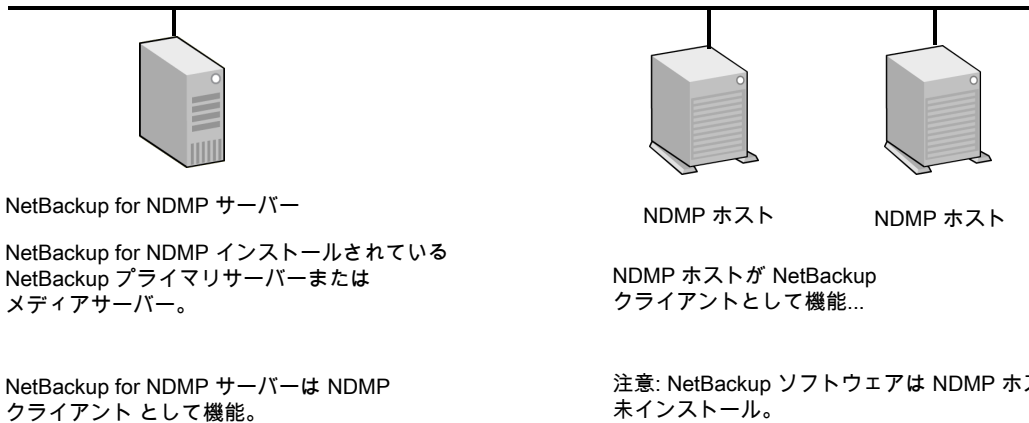 NetBackup for NDMP サーバー
NetBackup for NDMP インストールされている
NetBackup プライマリサーバーまたは
メディアサーバー。
NetBackup for NDMP サーバーは NDMP
クライアント として機能。
NDMP ホスト
NDMP ホスト
NDMP ホストが NetBackup
クライアントとして機能...
注意: NetBackup ソフトウェアは NDMP ホ
未インストール。